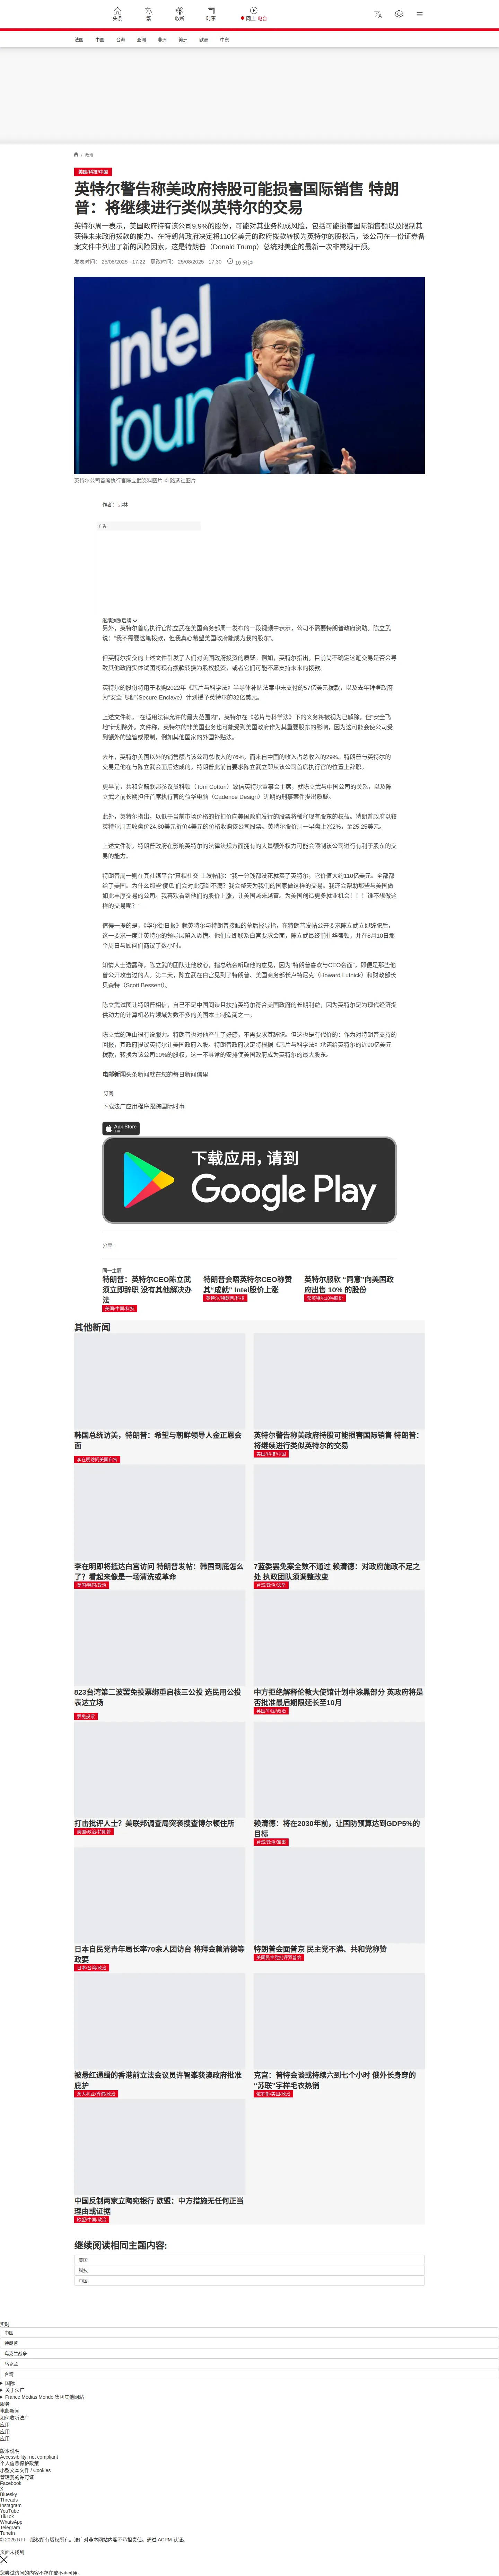 头条
繁
收听
时事
网上 电台
法国
中国
台海
亚洲
非洲
美洲
欧洲
中东
/ 政治
美国/科技/中国
英特尔警告称美政府持股可能损害国际销售 特朗
普：将继续进行类似英特尔的交易
英特尔周一表示，美国政府持有该公司9.9%的股份，可能对其业务构成风险，包括可能损害国际销售额以及限制其
获得未来政府拨款的能力。在特朗普政府决定将110亿美元的政府拨款转换为英特尔的股权后，该公司在一份证券备
案文件中列出了新的风险因素，这是特朗普（Donald Trump）总统对美企的最新一次非常规干预。
发表时间： 25/08/2025 - 17:22 更改时间： 25/08/2025 - 17:30 10 分钟
intel
foundry
英特尔公司首席执行官陈立武资料图片 © 路透社图片
作者： 弗林
广告
继续浏览后续
另外，英特尔首席执行官陈立武在美国商务部周一发布的一段视频中表示，公司不需要特朗普政府资助。陈立武
说：“我不需要这笔拨款，但我真心希望美国政府能成为我的股东”。
但英特尔提交的上述文件引发了人们对美国政府投资的质疑。例如，英特尔指出，目前尚不确定这笔交易是否会导
致其他政府实体试图将现有拨款转换为股权投资，或者它们可能不愿支持未来的拨款。
英特尔的股份将用于收购2022年《芯片与科学法》半导体补贴法案中未支付的57亿美元拨款，以及去年拜登政府
为“安全飞地”（Secure Enclave）计划授予英特尔的32亿美元。
上述文件称，“在适用法律允许的最大范围内”，英特尔在《芯片与科学法》下的义务将被视为已解除，但“安全飞
地”计划除外。文件称，英特尔的非美国业务也可能受到美国政府作为其重要股东的影响，因为这可能会使公司受
到额外的监管或限制，例如其他国家的外国补贴法。
去年，英特尔美国以外的销售额占该公司总收入的76%。而来自中国的收入占总收入的29%。特朗普与英特尔的
交易是他在与陈立武会面后达成的，特朗普此前曾要求陈立武立即从该公司首席执行官的位置上辞职。
更早前，共和党籍联邦参议员科顿（Tom Cotton）致信英特尔董事会主席，就陈立武与中国公司的关系，以及陈
立武之前长期担任首席执行官的益华电脑（Cadence Design）近期的刑事案件提出质疑。
此外，英特尔指出，以低于当前市场价格的折扣价向美国政府发行的股票将稀释现有股东的权益。特朗普政府以较
英特尔周五收盘价24.80美元折价4美元的价格收购该公司股票。英特尔股价周一早盘上涨2%，至25.25美元。
上述文件称，特朗普政府在影响英特尔的法律法规方面拥有的大量额外权力可能会限制该公司进行有利于股东的交
易的能力。
特朗普周一则在其社媒平台“真相社交”上发帖称：“我一分钱都没花就买了英特尔，它价值大约110亿美元。全部都
给了美国。为什么那些‘傻瓜’们会对此感到不满？我会整天为我们的国家做这样的交易。我还会帮助那些与美国做
如此丰厚交易的公司。我喜欢看到他们的股价上涨，让美国越来越富。为美国创造更多就业机会！！！谁不想做这
样的交易呢？”
值得一提的是，《华尔街日报》就英特尔与特朗普接触的幕后报导指，在特朗普发帖公开要求陈立武立即辞职后，
这一要求一度让英特尔的领导层陷入恐慌。他们立即联系白宫要求会面，陈立武最终前往华盛顿，并在8月10日那
个周日与顾问们商议了数小时。
知情人士透露称，陈立武的团队让他放心，指总统会听取他的意见，因为“特朗普喜欢与CEO会面”，即便是那些他
曾公开攻击过的人。第二天，陈立武在白宫见到了特朗普、美国商务部长卢特尼克（Howard Lutnick）和财政部长
贝森特（Scott Bessent）。
陈立武试图让特朗普相信，自己不是中国间谍且扶持英特尔符合美国政府的长期利益，因为英特尔是为现代经济提
供动力的计算机芯片领域为数不多的美国本土制造商之一。
陈立武的理由很有说服力。特朗普也对他产生了好感，不再要求其辞职。但这也是有代价的：作为对特朗普支持的
回报，其政府提议英特尔让美国政府入股。特朗普政府决定将根据《芯片与科学法》承诺给英特尔的近90亿美元
拨款，转换为该公司10%的股权，这一不非常的安排使美国政府成为英特尔的最大股东。
电邮新闻头条新闻就在您的每日新闻信里
订阅
下载法广应用程序跟踪国际时事
App Store
下载
下载应用，请到
Google Play
分享 :
同一主题
特朗普：英特尔CEO陈立武
须立即辞职 没有其他解决办
法
美国/中国/科技
特朗普会晤英特尔CEO称赞
其“成就” Intel股价上涨
英特尔/特朗普/科技
英特尔服软 “同意”向美国政
府出售 10% 的股份
据英特尔10%股份
其他新闻
韩国总统访美，特朗普：希望与朝鲜领导人金正恩会
面
李在明访问美国白宫
英特尔警告称美政府持股可能损害国际销售 特朗普：
将继续进行类似英特尔的交易
美国/科技/中国
李在明即将抵达白宫访问 特朗普发帖：韩国到底怎么
了？看起来像是一场清洗或革命
美国/韩国/政治
7蓝委罢免案全数不通过 赖清德：对政府施政不足之
处 执政团队须调整改变
台湾/政治/选举
823台湾第二波罢免投票绑重启核三公投 选民用公投
表达立场
罢免投票
中方拒绝解释伦敦大使馆计划中涂黑部分 英政府将是
否批准最后期限延长至10月
英国/中国/政治
打击批评人士？美联邦调查局突袭搜查博尔顿住所
美国/政治/特朗普
赖清德：将在2030年前，让国防预算达到GDP5%的
目标
台湾/政治/军事
日本自民党青年局长率70余人团访台 将拜会赖清德等
政要
日本/台湾/政治
特朗普会面普京 民主党不满、共和党称赞
美国民主党批评双普会
被悬红通缉的香港前立法会议员许智峯获澳政府批准
庇护
澳大利亚/香港/政治
克宫：普特会谈或持续六到七个小时 俄外长身穿的
“苏联”字样毛衣热销
俄罗斯/美国/政治
中国反制两家立陶宛银行 欧盟：中方措施无任何正当
理由或证据
欧盟/中国/政治
继续阅读相同主题内容:
美国
科技
中国
实时
中国
特朗普
乌克兰战争
乌克兰
台湾
国际
关于法广
France Médias Monde 集团其他网站
服务
电邮新闻
如何收听法广
应用
应用
应用
版本说明
Accessibility: not compliant
个人信息保护政策
小型文本文件 / Cookies
管理我的许可证
Facebook
X
Bluesky
Threads
Instagram
YouTube
TikTok
WhatsApp
Telegram
TuneIn
© 2025 RFI – 版权所有版权所有。法广对非本网站内容不承担责任。通过 ACPM 认证。
页面未找到
您尝试访问的内容不存在或不再可用。